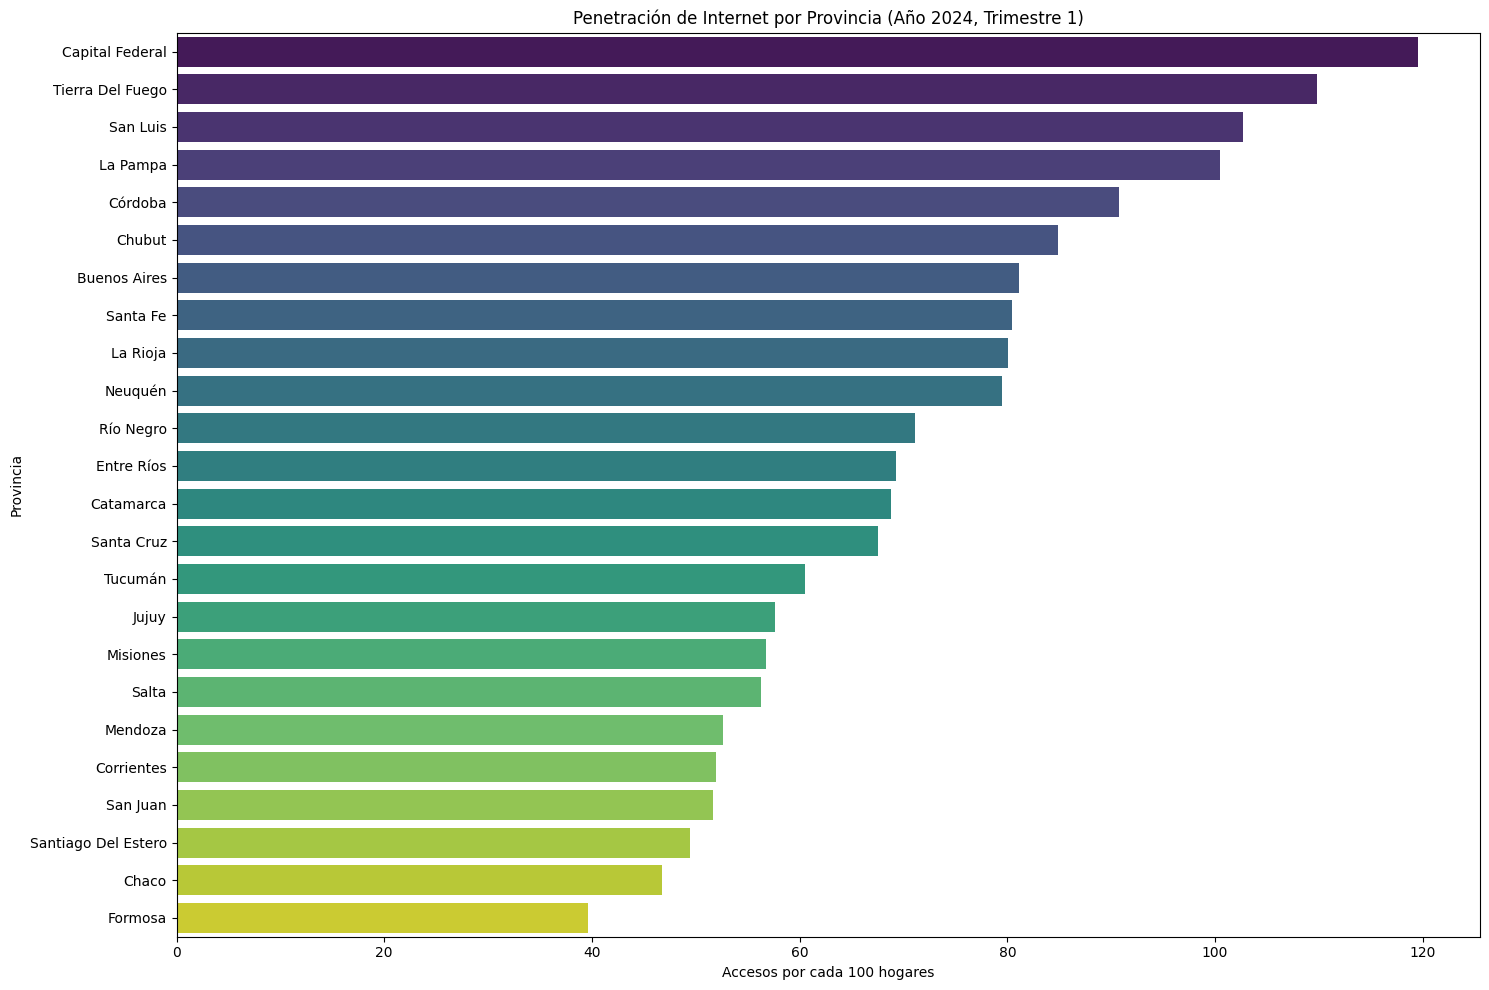 Penetración de Internet por Provincia (Año 2024, Trimestre 1)
Provincia
Capital Federal
Tierra Del Fuego
San Luis
La Pampa
Córdoba
Chubut
Buenos Aires
Santa Fe
La Rioja
Neuquén
Río Negro
Entre Ríos
Catamarca
Santa Cruz
Tucumán
Jujuy
Misiones
Salta
Mendoza
Corrientes
San Juan
Santiago Del Estero
Chaco
Formosa
0 20 40 60 80 100 120
Accesos por cada 100 hogares